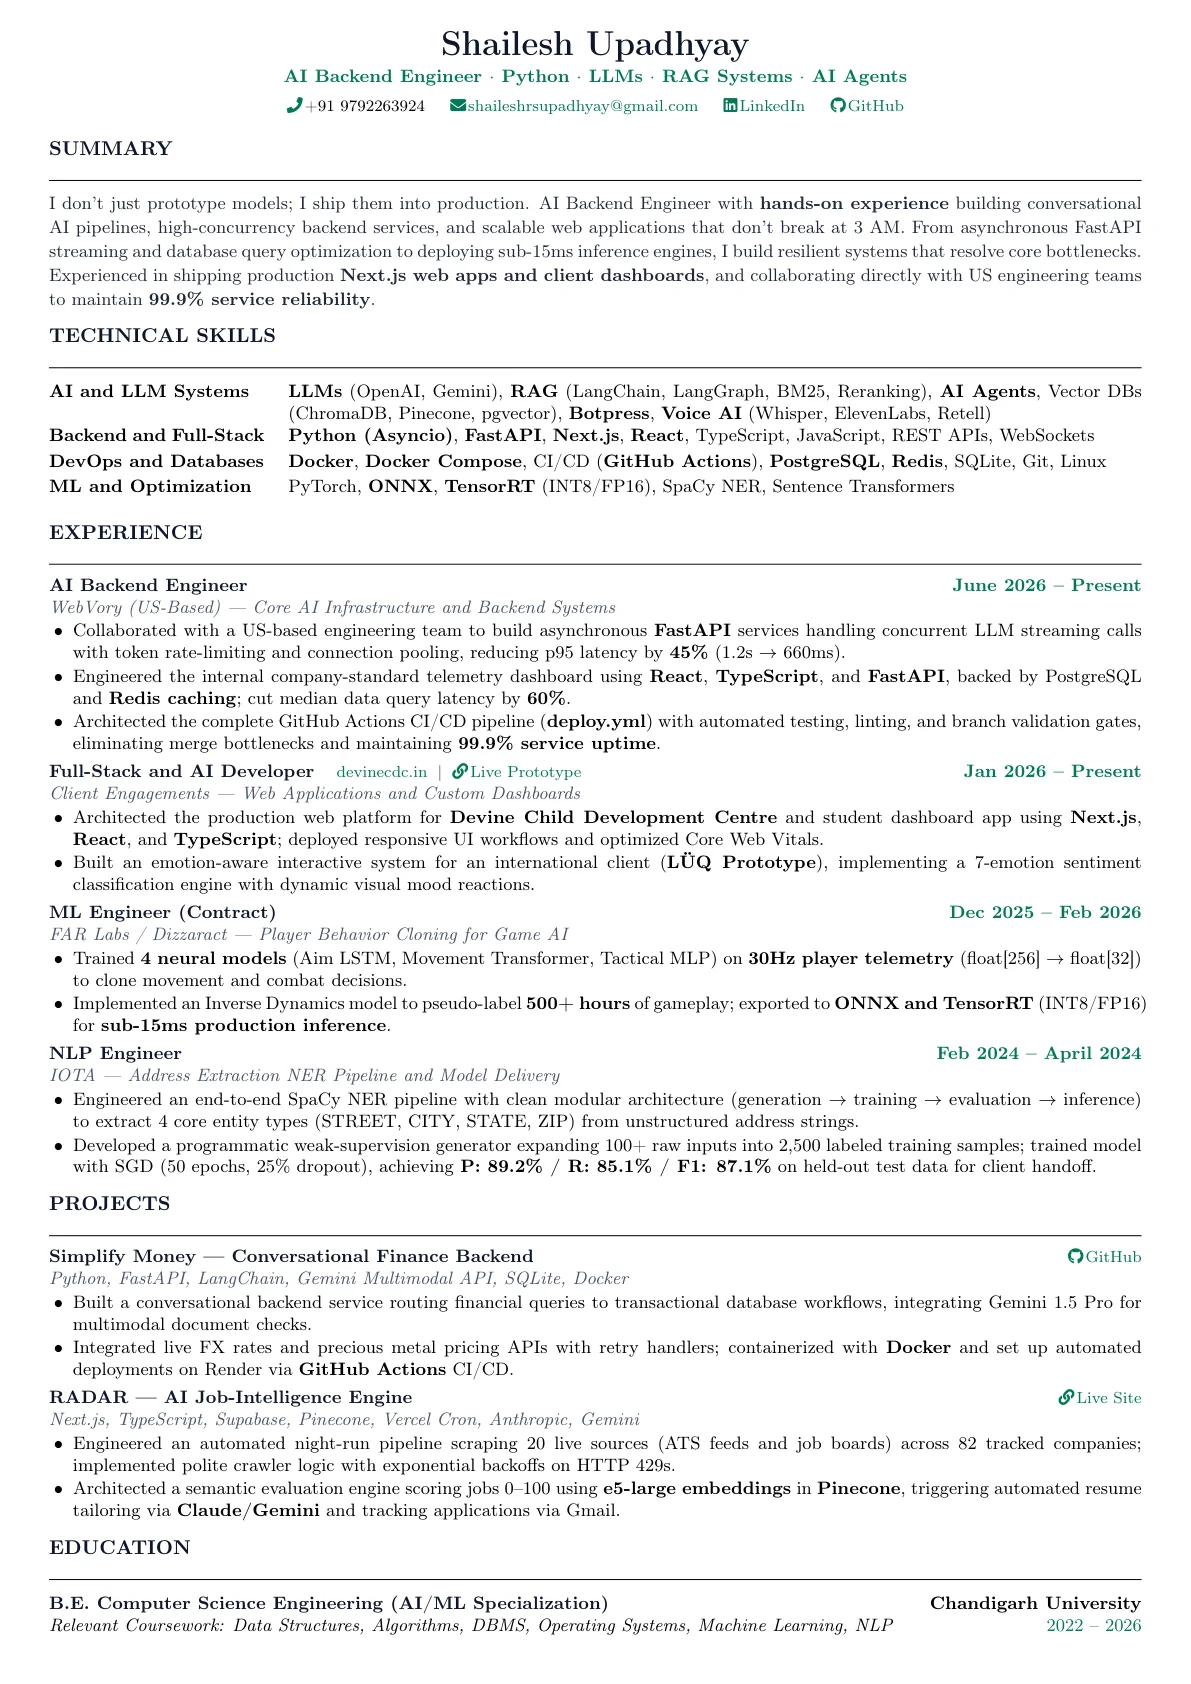 Shailesh Upadhyay
AI Backend Engineer · Python · LLMs · RAG Systems · AI Agents
+91 9792263924 shaileshrsupadhyay@gmail.com LinkedIn GitHub
SUMMARY
I don't just prototype models; I ship them into production. AI Backend Engineer with hands-on experience building conversational
AI pipelines, high-concurrency backend services, and scalable web applications that don't break at 3 AM. From asynchronous FastAPI
streaming and database query optimization to deploying sub-15ms inference engines, I build resilient systems that resolve core bottlenecks.
Experienced in shipping production Next.js web apps and client dashboards, and collaborating directly with US engineering teams
to maintain 99.9% service reliability.
TECHNICAL SKILLS
AI and LLM Systems LLMs (OpenAI, Gemini), RAG (LangChain, LangGraph, BM25, Reranking), AI Agents, Vector DBs
(ChromaDB, Pinecone, pgvector), Botpress, Voice AI (Whisper, ElevenLabs, Retell)
Backend and Full-Stack Python (Asyncio), FastAPI, Next.js, React, TypeScript, JavaScript, REST APIs, WebSockets
DevOps and Databases Docker, Docker Compose, CI/CD (GitHub Actions), PostgreSQL, Redis, SQLite, Git, Linux
ML and Optimization PyTorch, ONNX, TensorRT (INT8/FP16), SpaCy NER, Sentence Transformers
EXPERIENCE
AI Backend Engineer June 2026 – Present
WebVory (US-Based) — Core AI Infrastructure and Backend Systems
• Collaborated with a US-based engineering team to build asynchronous FastAPI services handling concurrent LLM streaming calls
with token rate-limiting and connection pooling, reducing p95 latency by 45% (1.2s → 660ms).
• Engineered the internal company-standard telemetry dashboard using React, TypeScript, and FastAPI, backed by PostgreSQL
and Redis caching; cut median data query latency by 60%.
• Architected the complete GitHub Actions CI/CD pipeline (deploy.yml) with automated testing, linting, and branch validation gates,
eliminating merge bottlenecks and maintaining 99.9% service uptime.
Full-Stack and AI Developer devinecdc.in | Live Prototype Jan 2026 – Present
Client Engagements — Web Applications and Custom Dashboards
• Architected the production web platform for Devine Child Development Centre and student dashboard app using Next.js,
React, and TypeScript; deployed responsive UI workflows and optimized Core Web Vitals.
• Built an emotion-aware interactive system for an international client (LÜQ Prototype), implementing a 7-emotion sentiment
classification engine with dynamic visual mood reactions.
ML Engineer (Contract) Dec 2025 – Feb 2026
FAR Labs / Dizzaract — Player Behavior Cloning for Game AI
• Trained 4 neural models (Aim LSTM, Movement Transformer, Tactical MLP) on 30Hz player telemetry (float[256] → float[32])
to clone movement and combat decisions.
• Implemented an Inverse Dynamics model to pseudo-label 500+ hours of gameplay; exported to ONNX and TensorRT (INT8/FP16)
for sub-15ms production inference.
NLP Engineer Feb 2024 – April 2024
IOTA — Address Extraction NER Pipeline and Model Delivery
• Engineered an end-to-end SpaCy NER pipeline with clean modular architecture (generation → training → evaluation → inference)
to extract 4 core entity types (STREET, CITY, STATE, ZIP) from unstructured address strings.
• Developed a programmatic weak-supervision generator expanding 100+ raw inputs into 2,500 labeled training samples; trained model
with SGD (50 epochs, 25% dropout), achieving P: 89.2% / R: 85.1% / F1: 87.1% on held-out test data for client handoff.
PROJECTS
Simplify Money — Conversational Finance Backend GitHub
Python, FastAPI, LangChain, Gemini Multimodal API, SQLite, Docker
• Built a conversational backend service routing financial queries to transactional database workflows, integrating Gemini 1.5 Pro for
multimodal document checks.
• Integrated live FX rates and precious metal pricing APIs with retry handlers; containerized with Docker and set up automated
deployments on Render via GitHub Actions CI/CD.
RADAR — AI Job-Intelligence Engine Live Site
Next.js, TypeScript, Supabase, Pinecone, Vercel Cron, Anthropic, Gemini
• Engineered an automated night-run pipeline scraping 20 live sources (ATS feeds and job boards) across 82 tracked companies;
implemented polite crawler logic with exponential backoffs on HTTP 429s.
• Architected a semantic evaluation engine scoring jobs 0–100 using e5-large embeddings in Pinecone, triggering automated resume
tailoring via Claude/Gemini and tracking applications via Gmail.
EDUCATION
B.E. Computer Science Engineering (AI/ML Specialization) Chandigarh University
Relevant Coursework: Data Structures, Algorithms, DBMS, Operating Systems, Machine Learning, NLP 2022 – 2026